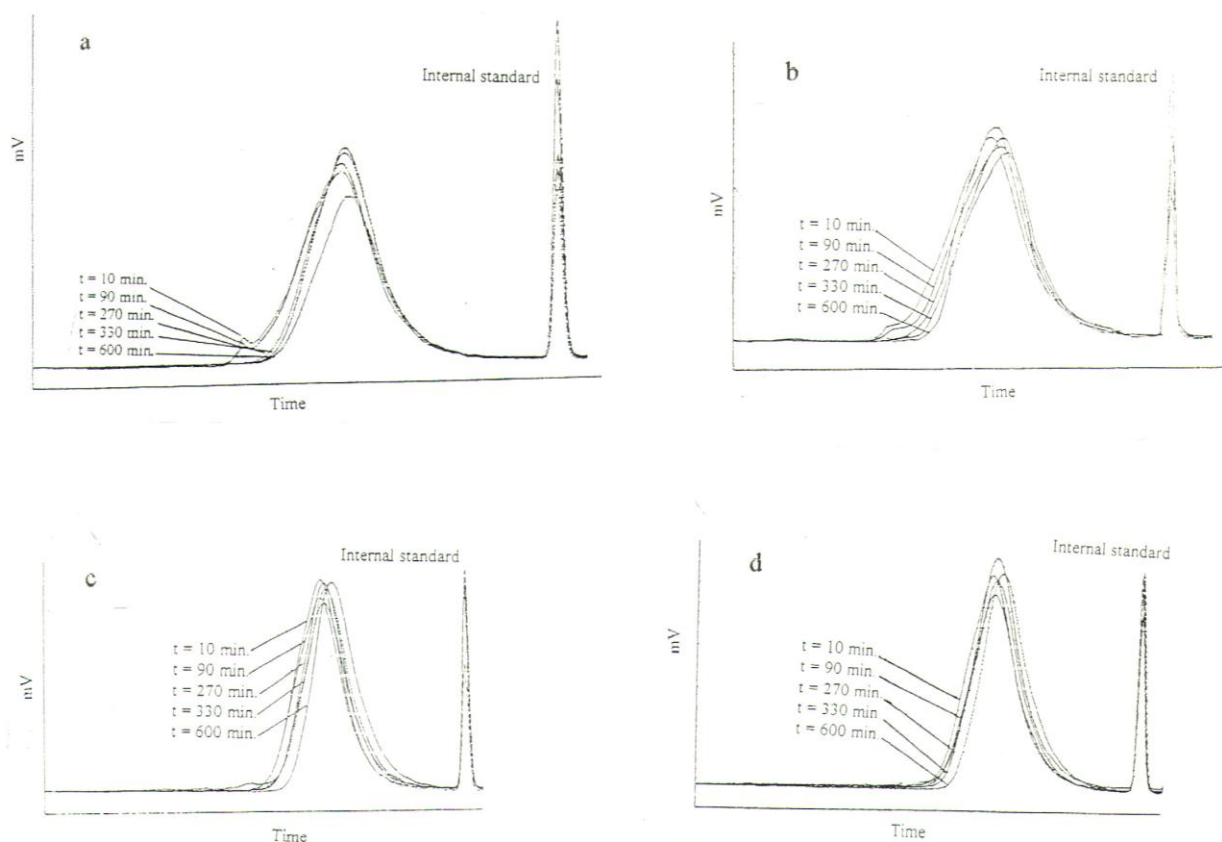 a
Internal standard
mV
t = 10 min.
t = 90 min.
t = 270 min.
t = 330 min.
t = 600 min.
Time
b
Internal standard
mV
t = 10 min.
t = 90 min.
t = 270 min.
t = 330 min.
t = 600 min.
Time
c
Internal standard
mV
t = 10 min.
t = 90 min.
t = 270 min.
t = 330 min.
t = 600 min.
Time
d
Internal standard
mV
t = 10 min.
t = 90 min.
t = 270 min.
t = 330 min.
t = 600 min.
Time